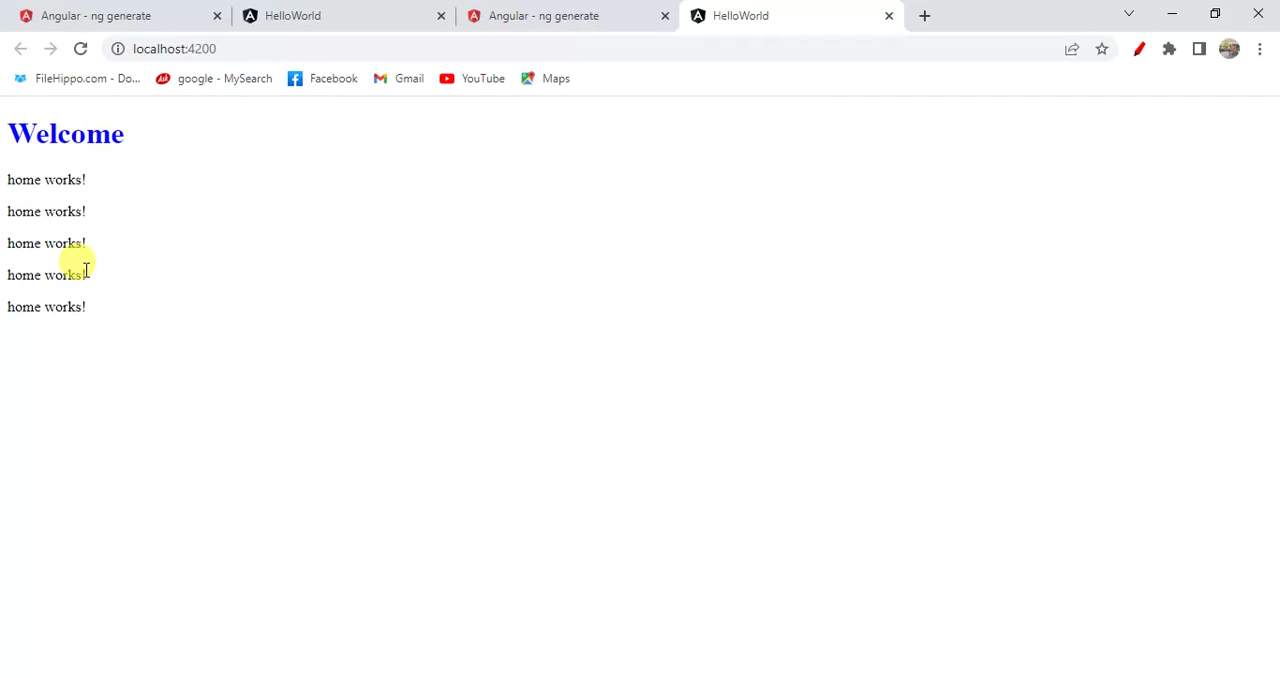 Angular - ng generate
HelloWorld
Angular - ng generate
HelloWorld
localhost:4200
FileHippo.com - Do...
Ask
google - MySearch
Facebook
Gmail
YouTube
Maps
Welcome
home works!
home works!
home works!
home works!
home works!